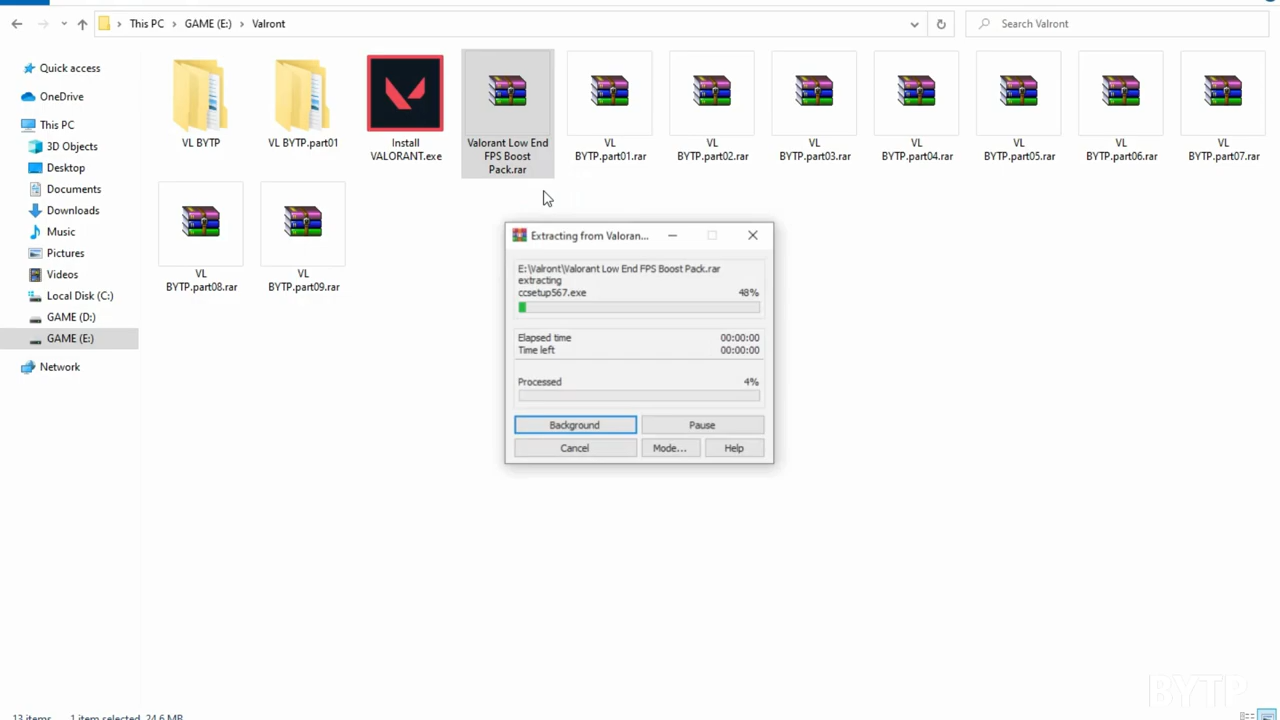 This PC
GAME (E:)
Valront
Search Valront
Quick access
OneDrive
This PC
3D Objects
Desktop
Documents
Downloads
Music
Pictures
Videos
Local Disk (C:)
GAME (D:)
GAME (E:)
Network
VL BYTP
VL BYTP.part01
Install
VALORANT.exe
Valorant Low End
FPS Boost
Pack.rar
VL
BYTP.part01.rar
VL
BYTP.part02.rar
VL
BYTP.part03.rar
VL
BYTP.part04.rar
VL
BYTP.part05.rar
VL
BYTP.part06.rar
VL
BYTP.part07.rar
VL
BYTP.part08.rar
VL
BYTP.part09.rar
Extracting from Valoran...
E:\Valront\Valorant Low End FPS Boost Pack.rar
extracting
ccsetup567.exe 48%
Elapsed time 00:00:00
Time left 00:00:00
Processed 4%
Background
Pause
Cancel
Mode...
Help
BYTP
13 items 1 item selected 24.6 MB